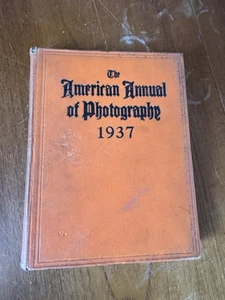 The
American Annual
of Photography
1937